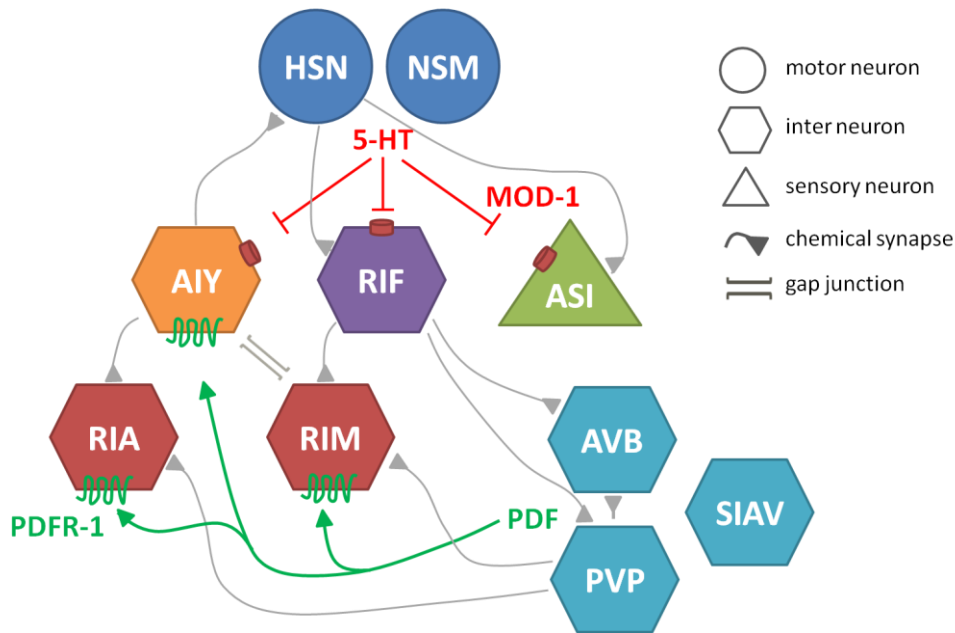 HSN
NSM
motor neuron
inter neuron
sensory neuron
chemical synapse
gap junction
5-HT
MOD-1
AIY
RIF
ASI
RIA
RIM
AVB
SIAV
PDFR-1
PDF
PVP